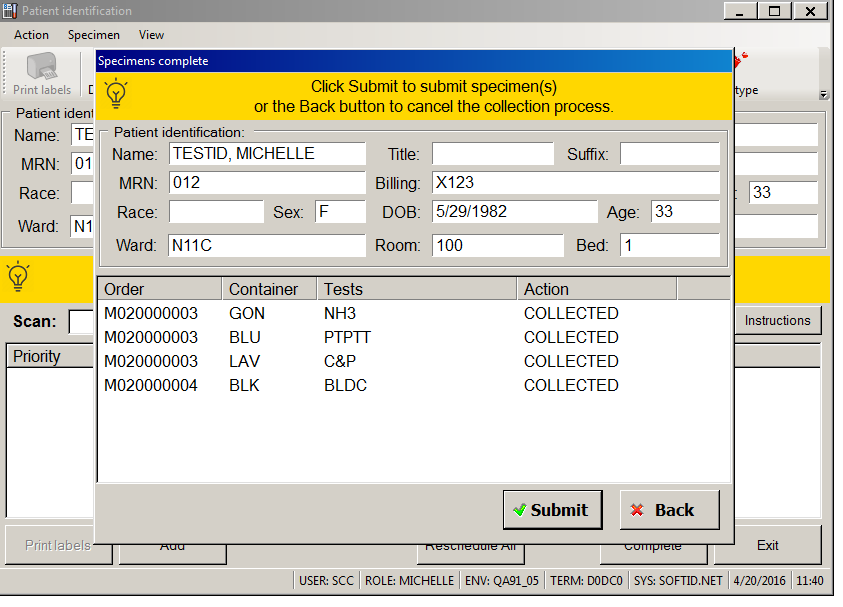 Patient identification
Action Specimen View
Print labels
type
Patient
Name: TE
MRN: 01
Race:
33
Ward: N1
Scan:
Instructions
Priority
Specimens complete
Click Submit to submit specimen(s)
or the Back button to cancel the collection process.
Patient identification:
Name: TESTID, MICHELLE Title: Suffix:
MRN: 012 Billing: X123
Race: Sex: F DOB: 5/29/1982 Age: 33
Ward: N11C Room: 100 Bed: 1
Order Container Tests Action
M020000003 GON NH3 COLLECTED
M020000003 BLU PTPTT COLLECTED
M020000003 LAV C&P COLLECTED
M020000004 BLK BLDC COLLECTED
Submit Back
Print labels Add Reschedule All Complete Exit
USER: SCC ROLE: MICHELLE ENV: QA91_05 TERM: D0DC0 SYS: SOFTID.NET 4/20/2016 11:40